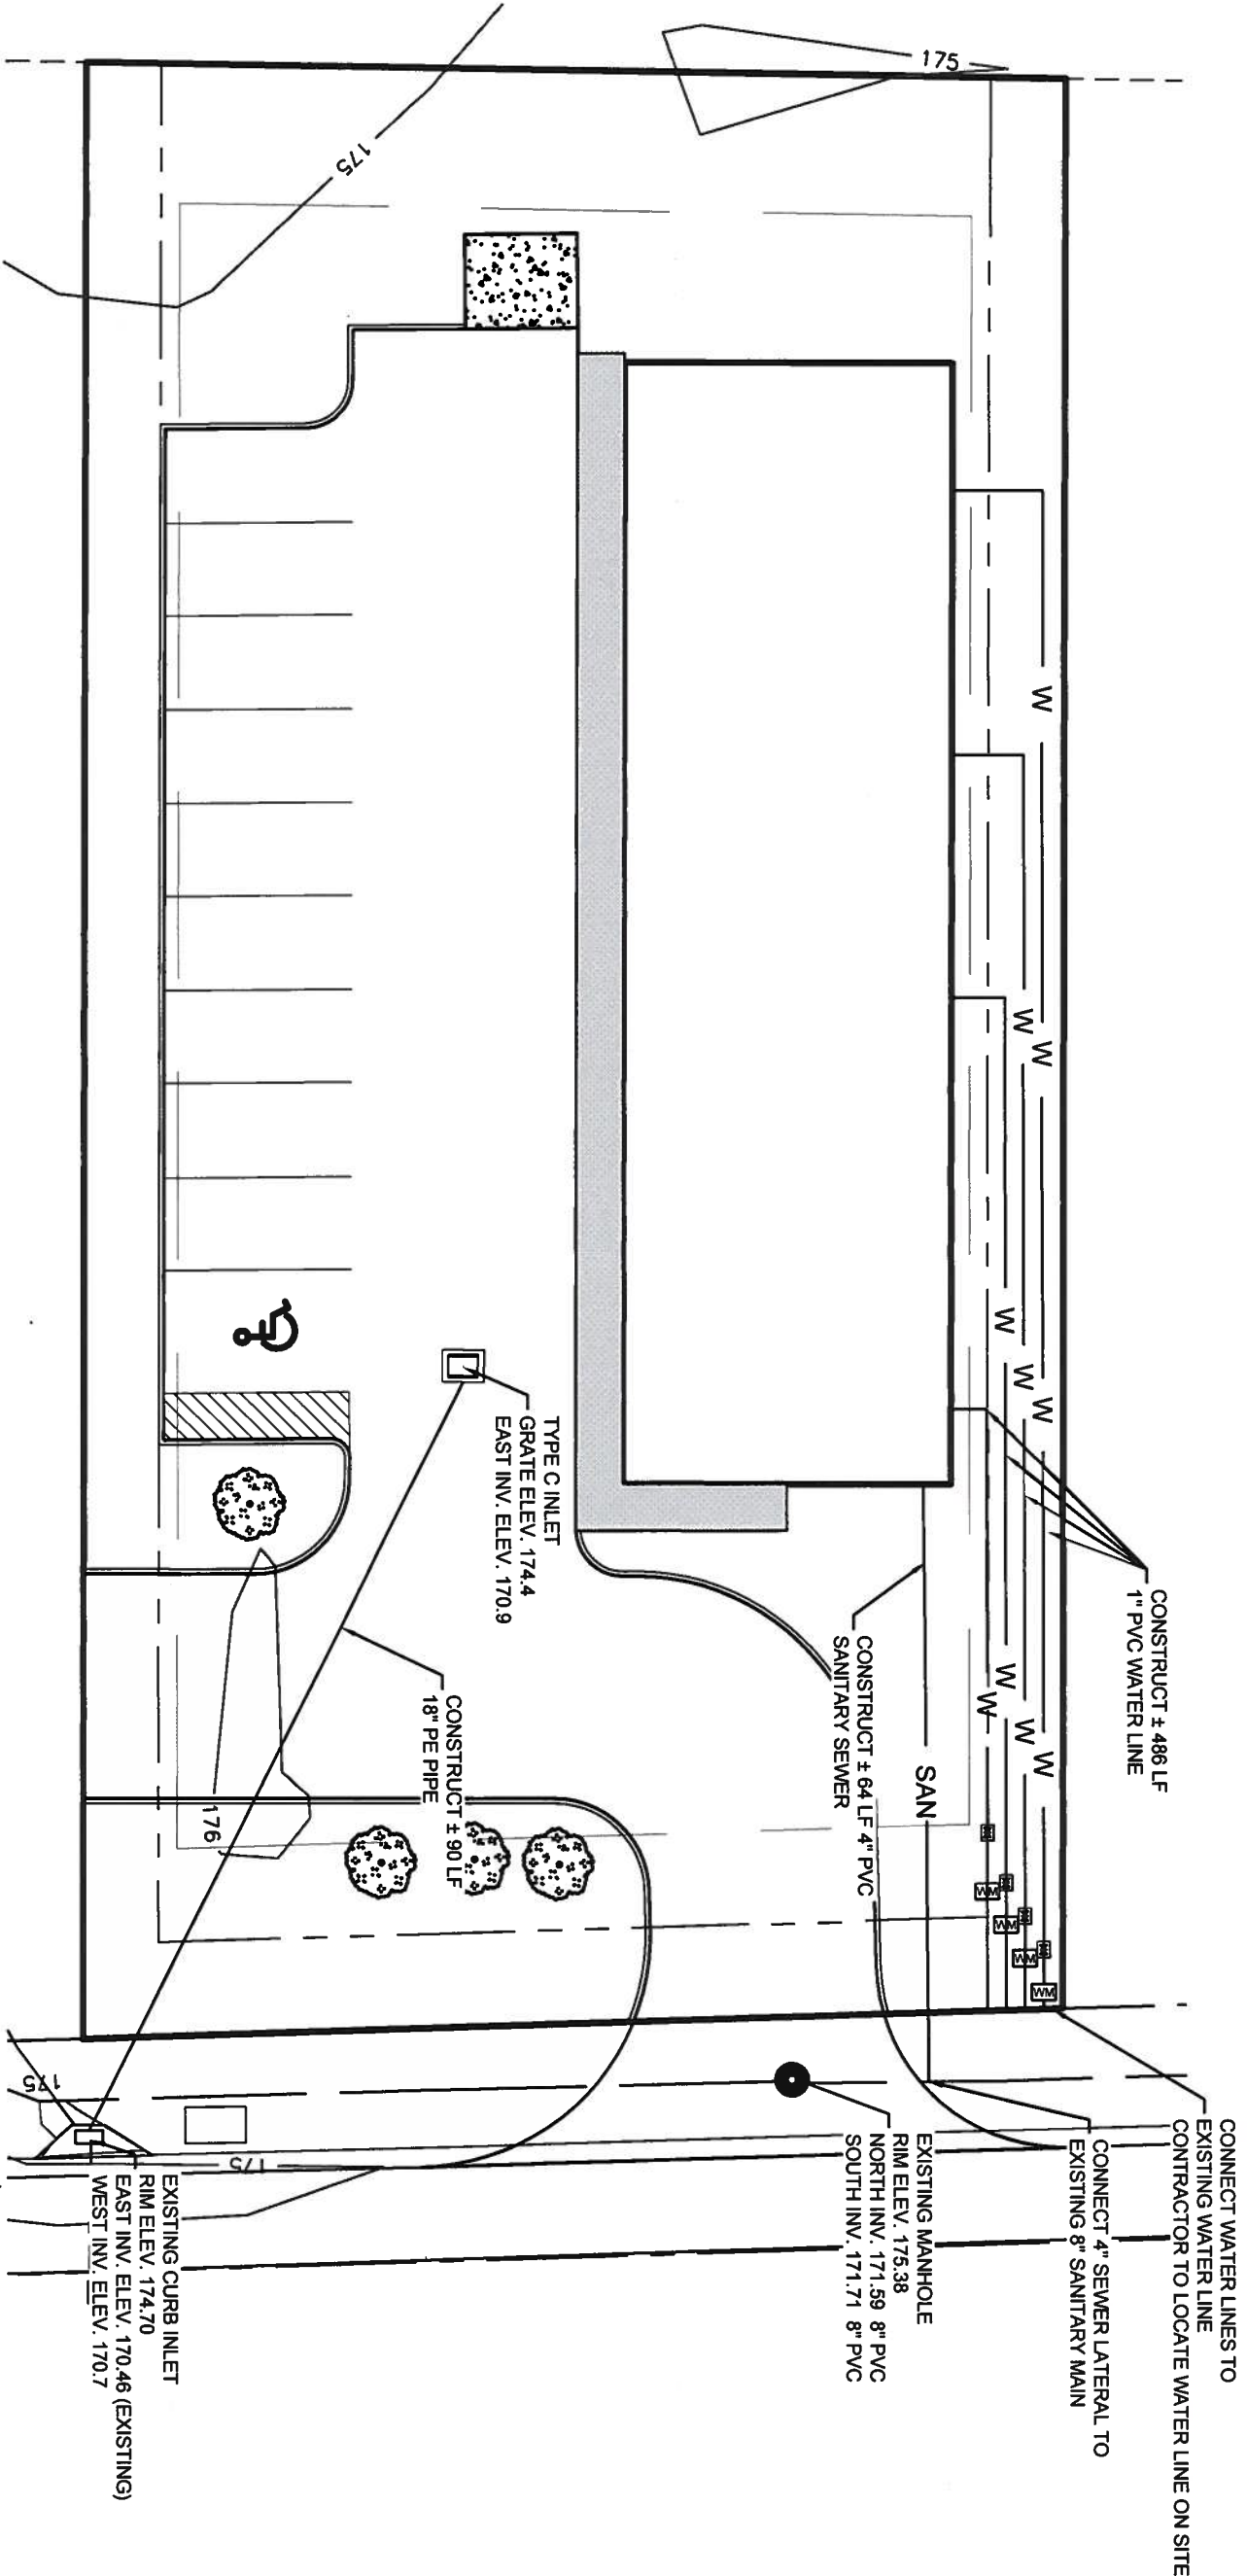 175
175
W
W
W
W
W
W
W
W
W
W
CONSTRUCT ± 486 LF
1" PVC WATER LINE
TYPE C INLET
GRATE ELEV. 174.4
EAST INV. ELEV. 170.9
CONSTRUCT ± 64 LF 4" PVC
SANITARY SEWER
SAN
CONSTRUCT ± 90 LF
18" PE PIPE
176
WM
WM
WM
WM
CONNECT WATER LINES TO
EXISTING WATER LINE
CONTRACTOR TO LOCATE WATER LINE ON SITE
CONNECT 4" SEWER LATERAL TO
EXISTING 8" SANITARY MAIN
EXISTING MANHOLE
RIM ELEV. 175.38
NORTH INV. 171.59 8" PVC
SOUTH INV. 171.71 8" PVC
175
175
EXISTING CURB INLET
RIM ELEV. 174.70
EAST INV. ELEV. 170.46 (EXISTING)
WEST INV. ELEV. 170.7